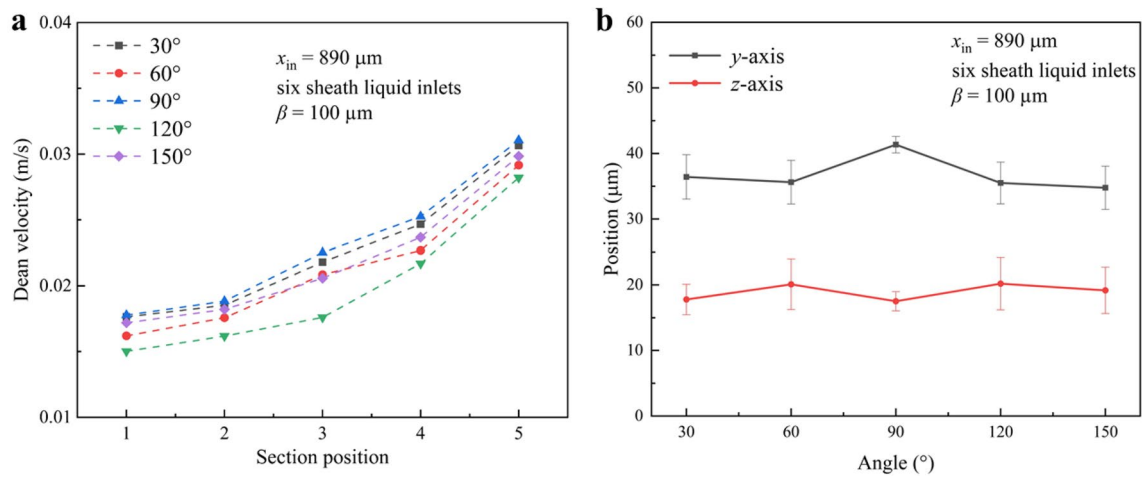 a
0.04
0.03
0.02
0.01
Dean velocity (m/s)
30°
60°
90°
120°
150°
x_in = 890 μm
six sheath liquid inlets
β = 100 μm
1 2 3 4 5
Section position
b
60
50
40
30
20
10
0
Position (μm)
y-axis
z-axis
x_in = 890 μm
six sheath liquid inlets
β = 100 μm
30 60 90 120 150
Angle (°)